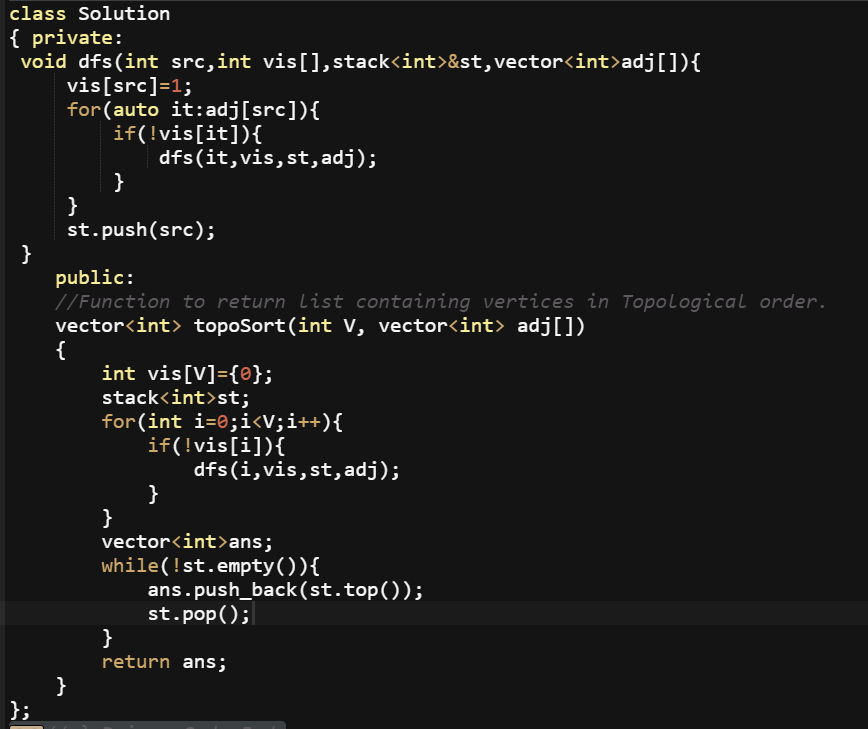 class Solution
{ private:
 void dfs(int src,int vis[],stack<int>&st,vector<int>adj[]){
     vis[src]=1;
     for(auto it:adj[src]){
         if(!vis[it]){
             dfs(it,vis,st,adj);
         }
     }
     st.push(src);
 }
    public:
    //Function to return list containing vertices in Topological order.
    vector<int> topoSort(int V, vector<int> adj[])
    {
        int vis[V]={0};
        stack<int>st;
        for(int i=0;i<V;i++){
            if(!vis[i]){
                dfs(i,vis,st,adj);
            }
        }
        vector<int>ans;
        while(!st.empty()){
            ans.push_back(st.top());
            st.pop();
        }
        return ans;
    }
};